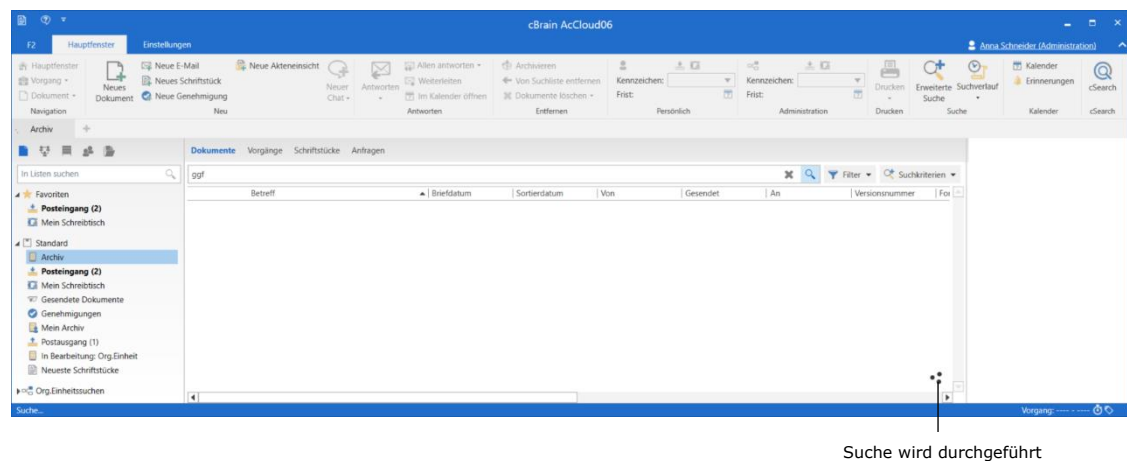 cBrain AcCloud06
F2 Hauptfenster Einstellungen Anna Schneider (Administration)
Hauptfenster
Vorgang
Dokument
Navigation
Neues Dokument
Neue E-Mail
Neues Schriftstück
Neue Genehmigung
Neue Akteneinsicht
Neuer Chat
Neu
Antworten
Allen antworten
Weiterleiten
Im Kalender öffnen
Antworten
Archivieren
Von Suchliste entfernen
Dokumente löschen
Entfernen
Kennzeichen:
Frist:
Persönlich
Kennzeichen:
Frist:
Administration
Drucken
Drucken
Erweiterte Suche
Suchverlauf
Suche
Kalender
Erinnerungen
Kalender
cSearch
cSearch
Archiv +
Dokumente Vorgänge Schriftstücke Anfragen
In Listen suchen
ggf
Filter Suchkriterien
Betreff Briefdatum Sortierdatum Von Gesendet An Versionsnummer For
Favoriten
Posteingang (2)
Mein Schreibtisch
Standard
Archiv
Posteingang (2)
Mein Schreibtisch
Gesendete Dokumente
Genehmigungen
Mein Archiv
Postausgang (1)
In Bearbeitung: Org.Einheit
Neueste Schriftstücke
Org.Einheitssuchen
Suche... Vorgang: ---- - ----
Suche wird durchgeführt